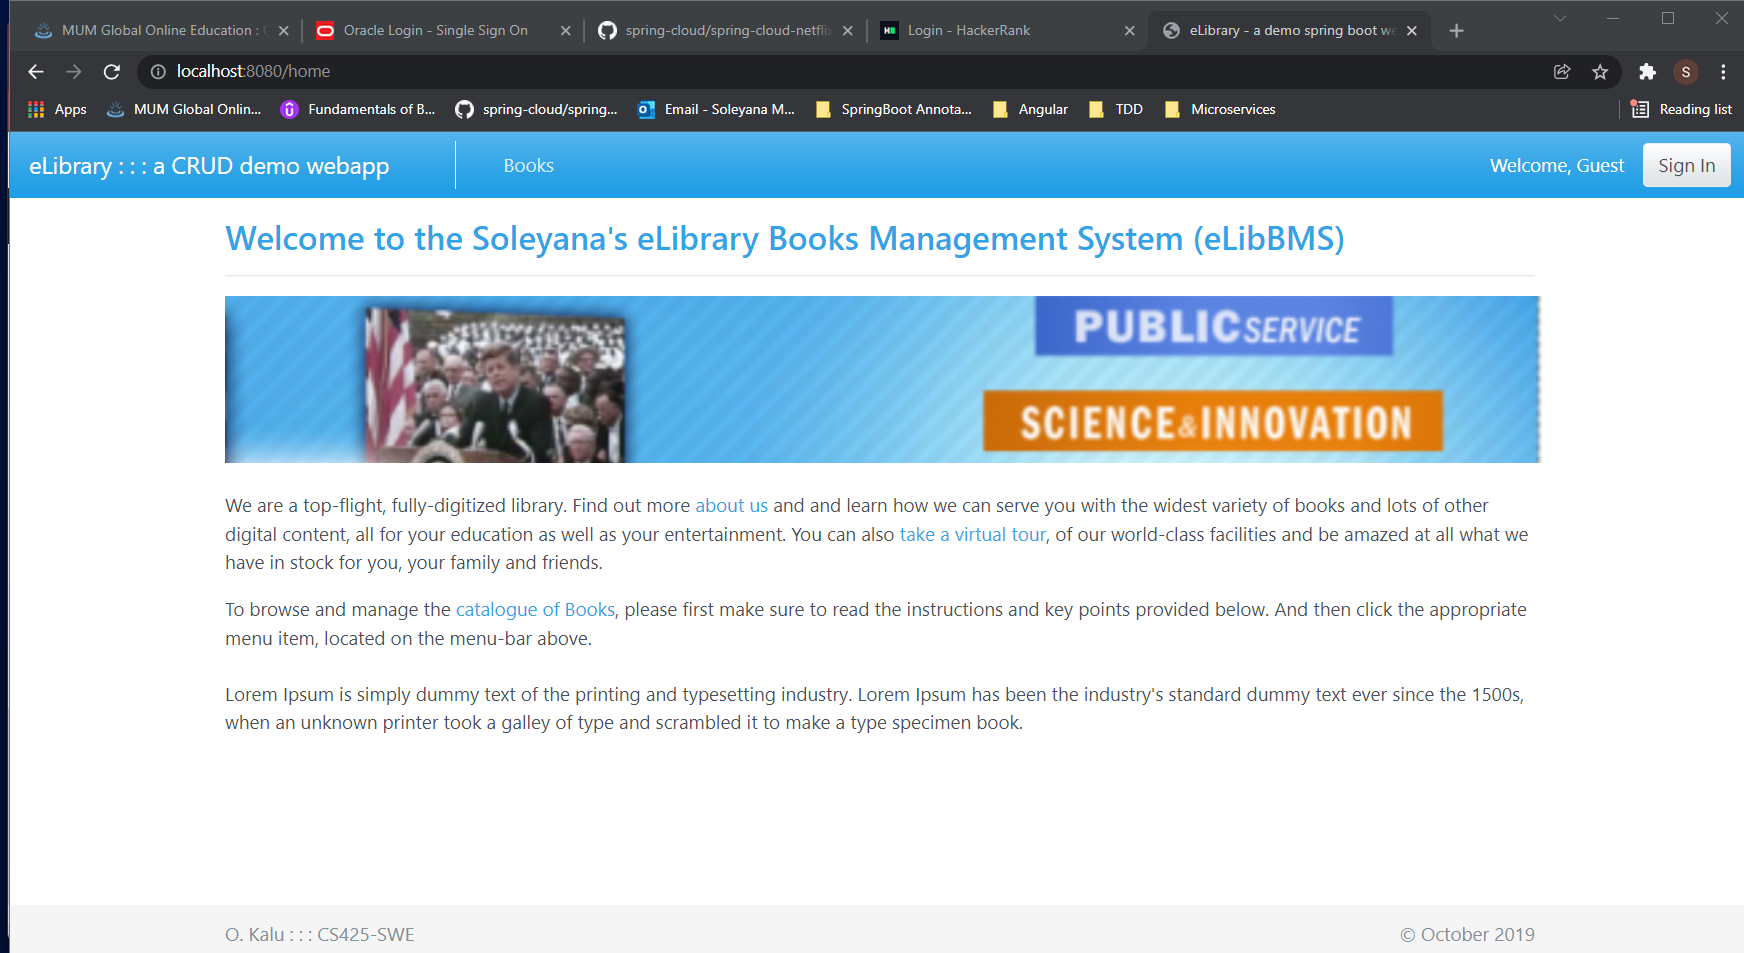 MUM Global Online Education : 
Oracle Login - Single Sign On
spring-cloud/spring-cloud-netflix
Login - HackerRank
eLibrary - a demo spring boot we
localhost:8080/home
S
Apps
MUM Global Onlin...
Fundamentals of B...
spring-cloud/spring...
Email - Soleyana M...
SpringBoot Annota...
Angular
TDD
Microservices
Reading list
eLibrary : : : a CRUD demo webapp
Books
Welcome, Guest
Sign In
Welcome to the Soleyana's eLibrary Books Management System (eLibBMS)
PUBLIC SERVICE
SCIENCE & INNOVATION
We are a top-flight, fully-digitized library. Find out more about us and and learn how we can serve you with the widest variety of books and lots of other
digital content, all for your education as well as your entertainment. You can also take a virtual tour, of our world-class facilities and be amazed at all what we
have in stock for you, your family and friends.
To browse and manage the catalogue of Books, please first make sure to read the instructions and key points provided below. And then click the appropriate
menu item, located on the menu-bar above.
Lorem Ipsum is simply dummy text of the printing and typesetting industry. Lorem Ipsum has been the industry's standard dummy text ever since the 1500s,
when an unknown printer took a galley of type and scrambled it to make a type specimen book.
O. Kalu : : : CS425-SWE
© October 2019